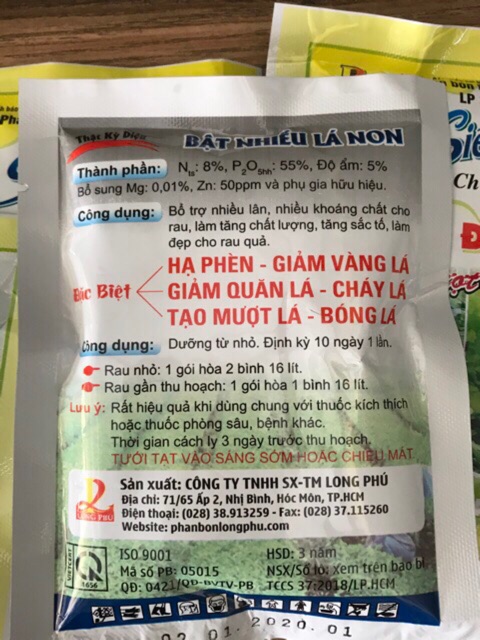 Thật Kỳ Diệu
BẬT NHIỀU LÁ NON
Thành phần: Nts: 8%, P2O5hh: 55%, Độ ẩm: 5%
Bổ sung Mg: 0,01%, Zn: 50ppm và phụ gia hữu hiệu.
Công dụng: Bổ trợ nhiều lân, nhiều khoáng chất cho
rau, làm tăng chất lượng, tăng sắc tố, làm
đẹp cho rau quả.
Đặc Biệt
HẠ PHÈN - GIẢM VÀNG LÁ
GIẢM QUĂN LÁ - CHÁY LÁ
TẠO MƯỢT LÁ - BÓNG LÁ
Công dụng: Dưỡng từ nhỏ. Định kỳ 10 ngày 1 lần.
Rau nhỏ: 1 gói hòa 2 bình 16 lít.
Rau gần thu hoạch: 1 gói hòa 1 bình 16 lít.
Lưu ý: Rất hiệu quả khi dùng chung với thuốc kích thích
hoặc thuốc phòng sâu, bệnh khác.
Thời gian cách ly 3 ngày trước thu hoạch.
TƯỚI TẠT VÀO SÁNG SỚM HOẶC CHIỀU MÁT
LONG PHÚ
Sản xuất: CÔNG TY TNHH SX-TM LONG PHÚ
Địa chỉ: 71/65 Ấp 2, Nhị Bình, Hóc Môn, TP.HCM
Điện thoại: (028) 38.913259 - Fax: (028) 37.115260
Website: phanbonlongphu.com
ISO 9001
Mã số PB: 05015
QĐ: 0421/QĐ-BVTV-PB
HSD: 3 năm
NSX/Số lô: xem trên bao bì
TCCS 37:2018/LP.HCM
02.01.2020.01
LP